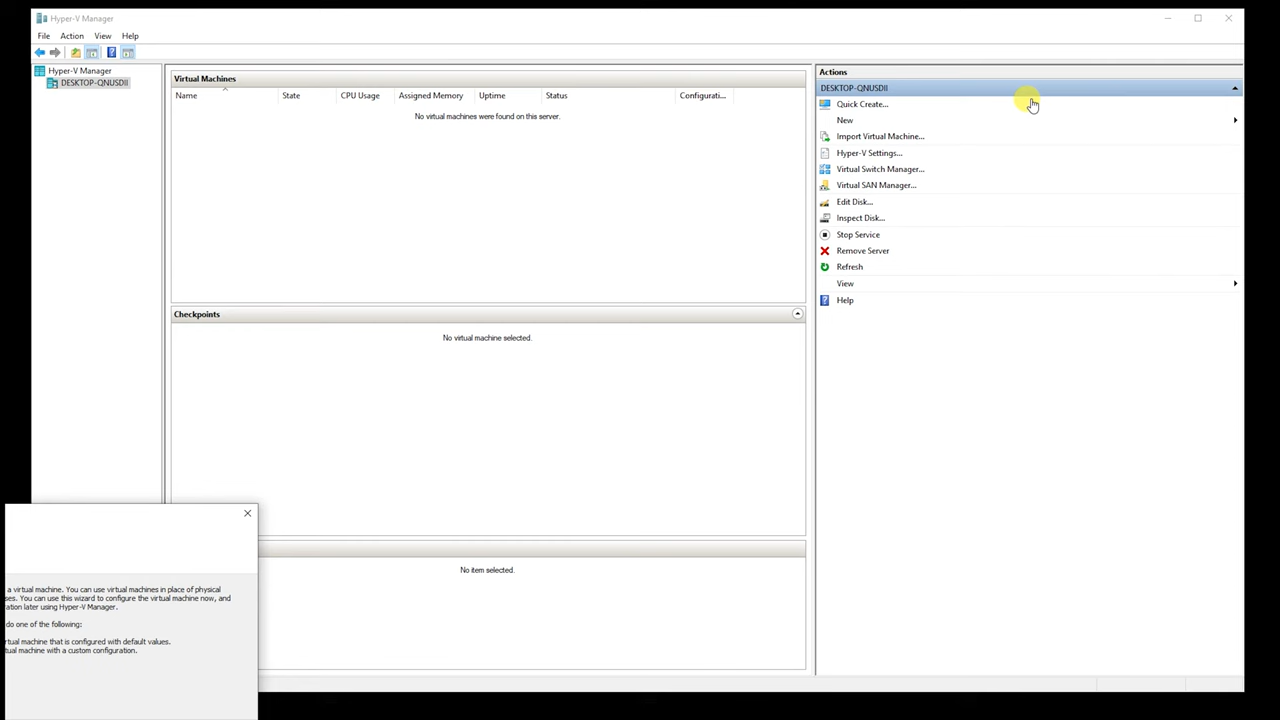 Hyper-V Manager
File Action View Help
Hyper-V Manager
DESKTOP-QNUSDII
Virtual Machines
Name State CPU Usage Assigned Memory Uptime Status Configurati...
No virtual machines were found on this server.
Checkpoints
No virtual machine selected.
No item selected.
Actions
DESKTOP-QNUSDII
Quick Create...
New
Import Virtual Machine...
Hyper-V Settings...
Virtual Switch Manager...
Virtual SAN Manager...
Edit Disk...
Inspect Disk...
Stop Service
Remove Server
Refresh
View
Help
a virtual machine. You can use virtual machines in place of physical
ses. You can use this wizard to configure the virtual machine now, and
ration later using Hyper-V Manager.
do one of the following:
rtual machine that is configured with default values.
tual machine with a custom configuration.